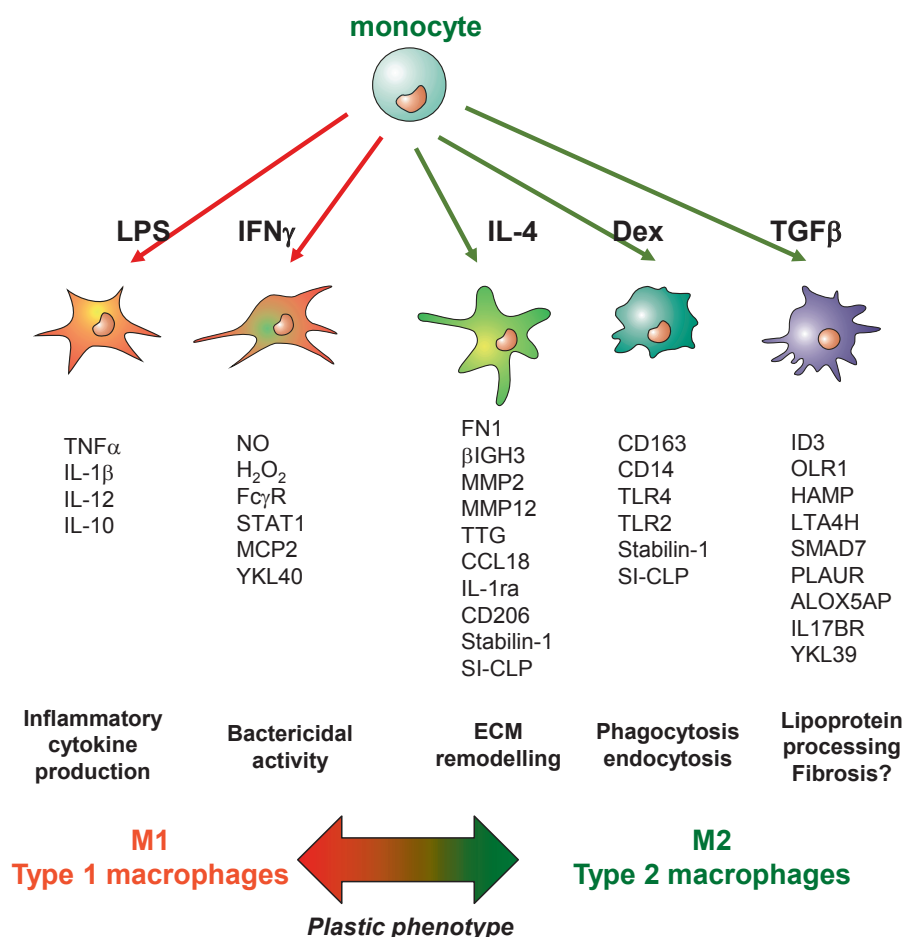 monocyte
LPS
IFNγ
IL-4
Dex
TGFβ
TNFα
IL-1β
IL-12
IL-10
NO
H₂O₂
FcγR
STAT1
MCP2
YKL40
FN1
βIGH3
MMP2
MMP12
TTG
CCL18
IL-1ra
CD206
Stabilin-1
SI-CLP
CD163
CD14
TLR4
TLR2
Stabilin-1
SI-CLP
ID3
OLR1
HAMP
LTA4H
SMAD7
PLAUR
ALOX5AP
IL17BR
YKL39
Inflammatory
cytokine
production
Bactericidal
activity
ECM
remodelling
Phagocytosis
endocytosis
Lipoprotein
processing
Fibrosis?
M1
Type 1 macrophages
M2
Type 2 macrophages
Plastic phenotype